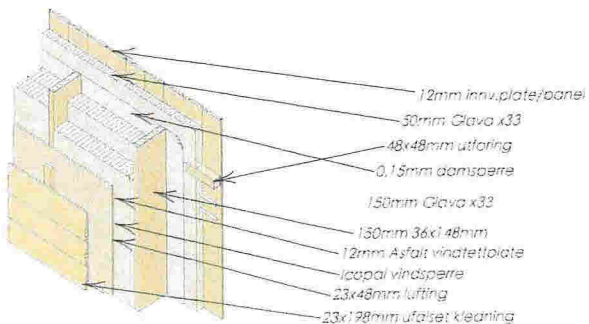 12mm innv.plate/panel
50mm Glava x33
48x48mm utforing
0,15mm damsperre
150mm Glava x33
150mm 36x148mm
12mm Asfalt vindtettplate
Icopal vindsperre
23x48mm lufting
23x198mm ufalset kledning